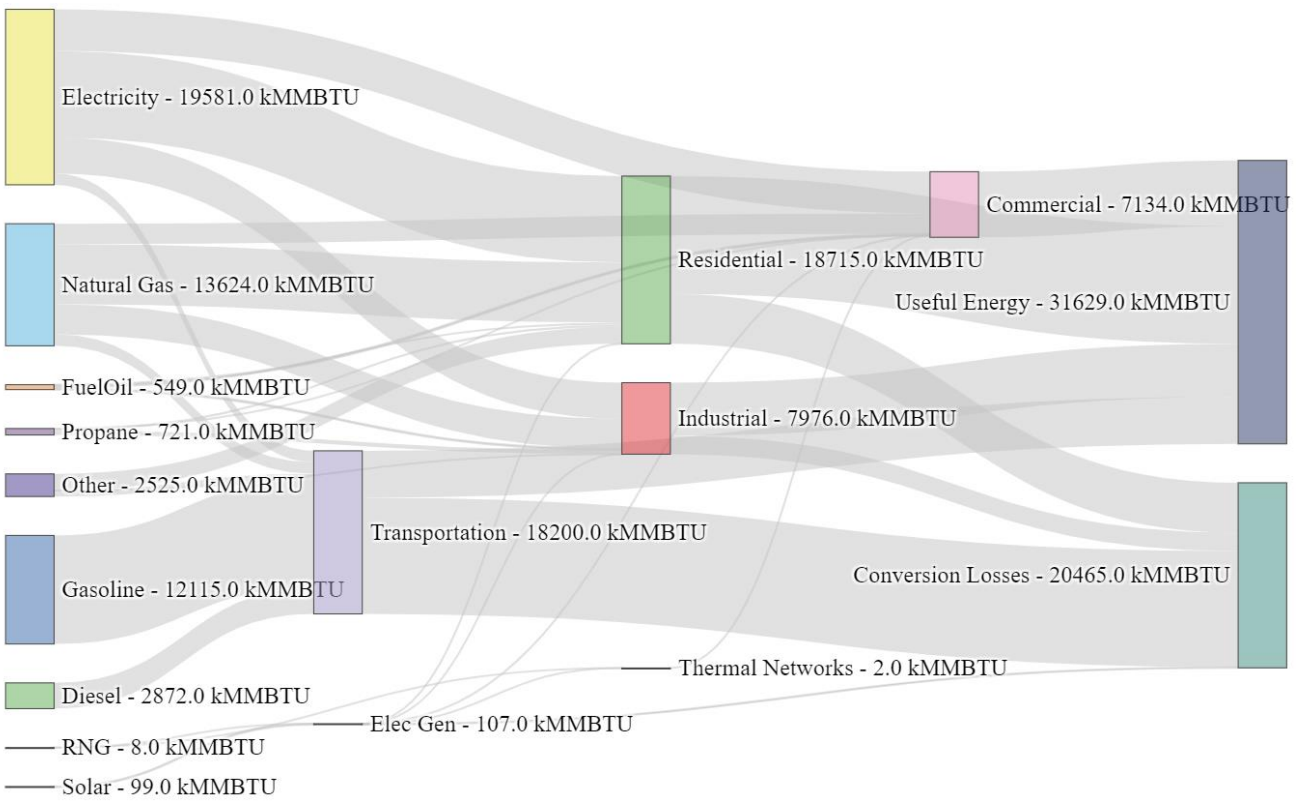 Electricity - 19581.0 kMMBTU
Natural Gas - 13624.0 kMMBTU
FuelOil - 549.0 kMMBTU
Propane - 721.0 kMMBTU
Other - 2525.0 kMMBTU
Gasoline - 12115.0 kMMBTU
Diesel - 2872.0 kMMBTU
RNG - 8.0 kMMBTU
Solar - 99.0 kMMBTU
Transportation - 18200.0 kMMBTU
Elec Gen - 107.0 kMMBTU
Residential - 18715.0 kMMBTU
Industrial - 7976.0 kMMBTU
Thermal Networks - 2.0 kMMBTU
Commercial - 7134.0 kMMBTU
Useful Energy - 31629.0 kMMBTU
Conversion Losses - 20465.0 kMMBTU